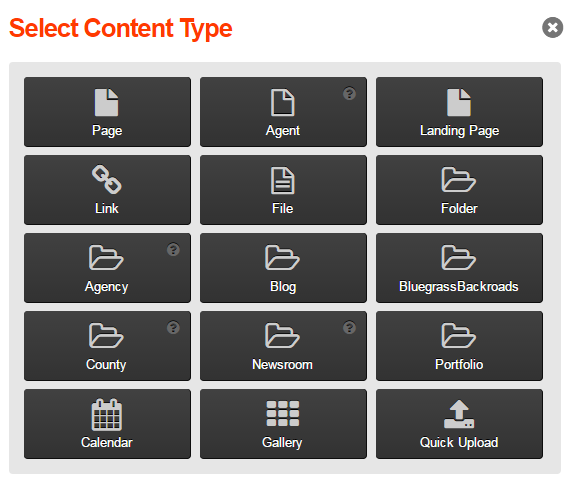 Select Content Type
Page
Agent
Landing Page
Link
File
Folder
Agency
Blog
BluegrassBackroads
County
Newsroom
Portfolio
Calendar
Gallery
Quick Upload